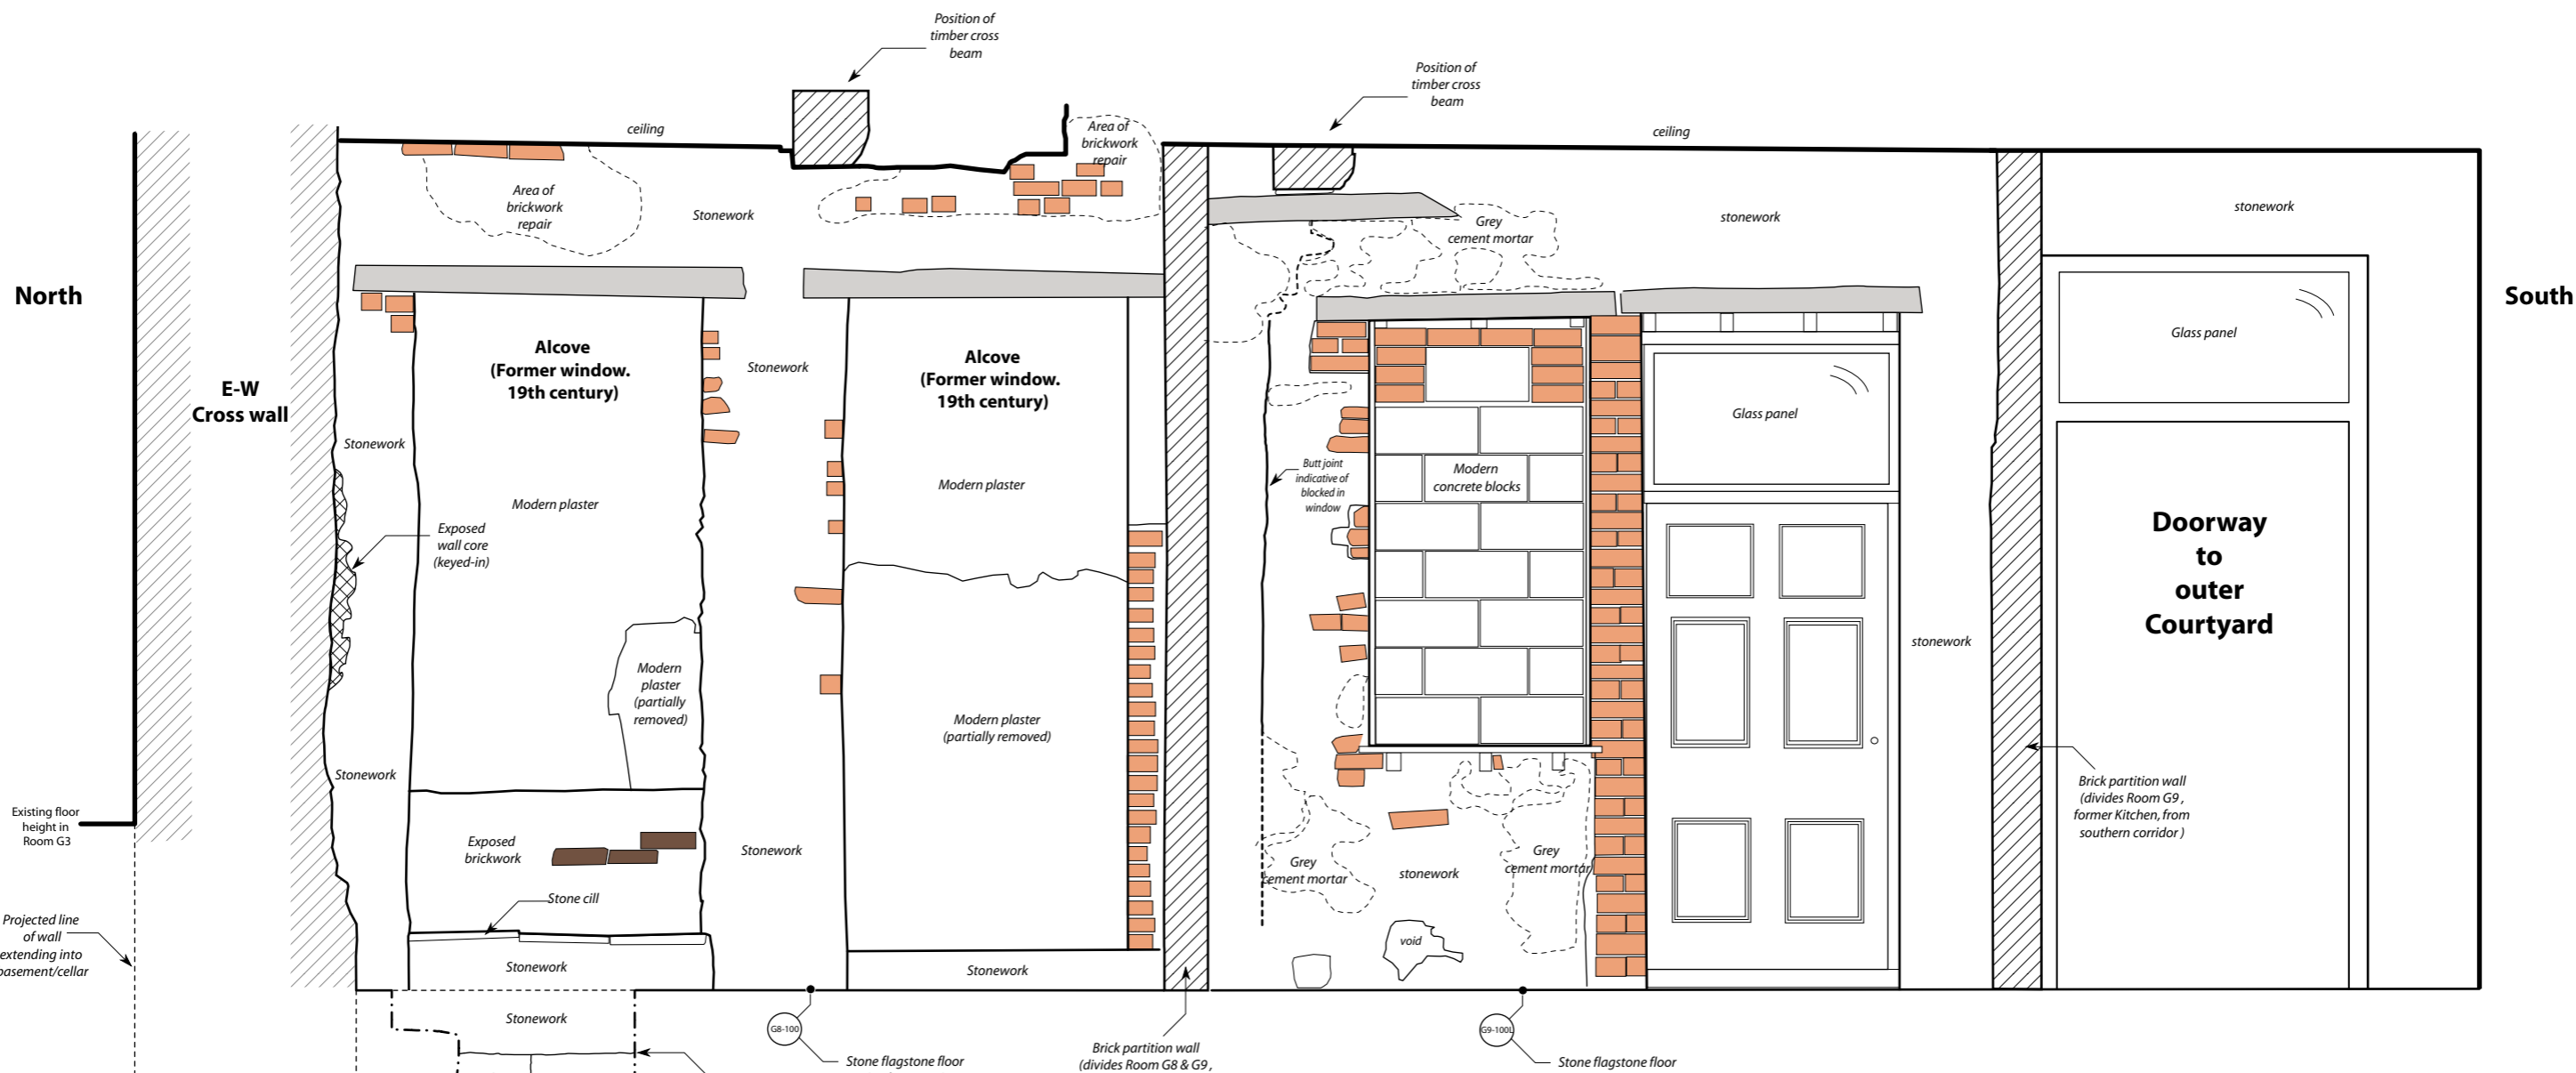 Position of
timber cross
beam
Position of
timber cross
beam
ceiling
Area of
brickwork
repair
ceiling
Area of
brickwork
repair
Stonework
Grey
cement mortar
stonework
stonework
North
South
E-W
Cross wall
Alcove
(Former window.
19th century)
Stonework
Alcove
(Former window.
19th century)
Glass panel
Glass panel
Stonework
Modern plaster
Modern plaster
Butt joint
indicative of
blocked in
window
Modern
concrete blocks
Exposed
wall core
(keyed-in)
Doorway
to
outer
Courtyard
stonework
Modern
plaster
(partially
removed)
Modern plaster
(partially removed)
Stonework
Existing floor
height in
Room G3
Exposed
brickwork
Stonework
Brick partition wall
(divides Room G9 ,
former Kitchen, from
southern corridor )
Grey
cement mortar
stonework
Grey
cement mortar
Stone cill
Projected line
of wall
extending into
basement/cellar
void
Stonework
Stonework
Stonework
G8-100
Stone flagstone floor
Brick partition wall
(divides Room G8 & G9 ,
G9-100L
Stone flagstone floor